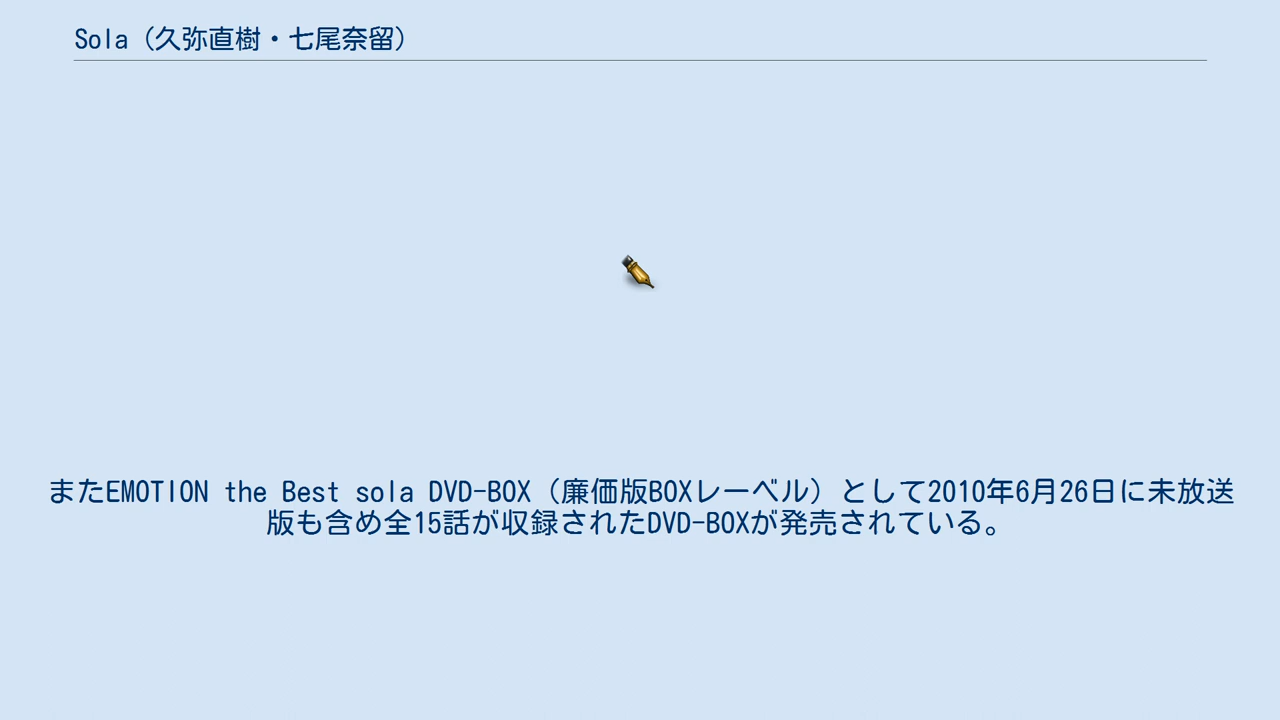 Sola（久弥直樹・七尾奈留）
またEMOTION the Best sola DVD-BOX（廉価版BOXレーベル）として2010年6月26日に未放送
版も含め全15話が収録されたDVD-BOXが発売されている。